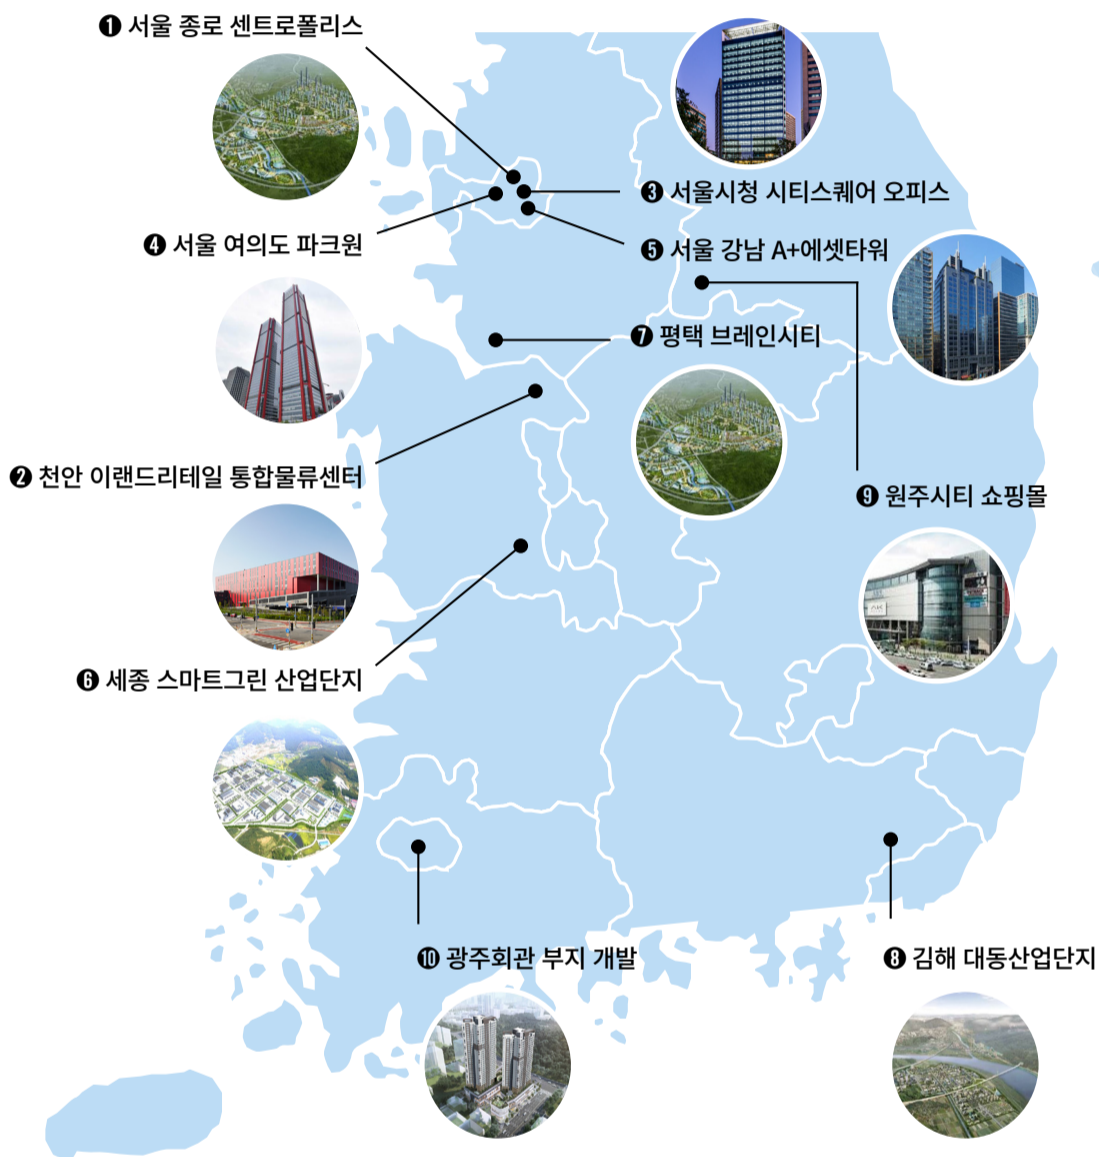 ❶ 서울 종로 센트로폴리스
❸ 서울시청 시티스퀘어 오피스
❹ 서울 여의도 파크원
❺ 서울 강남 A+에셋타워
❼ 평택 브레인시티
❷ 천안 이랜드리테일 통합물류센터
❾ 원주시티 쇼핑몰
❻ 세종 스마트그린 산업단지
❿ 광주회관 부지 개발
❽ 김해 대동산업단지